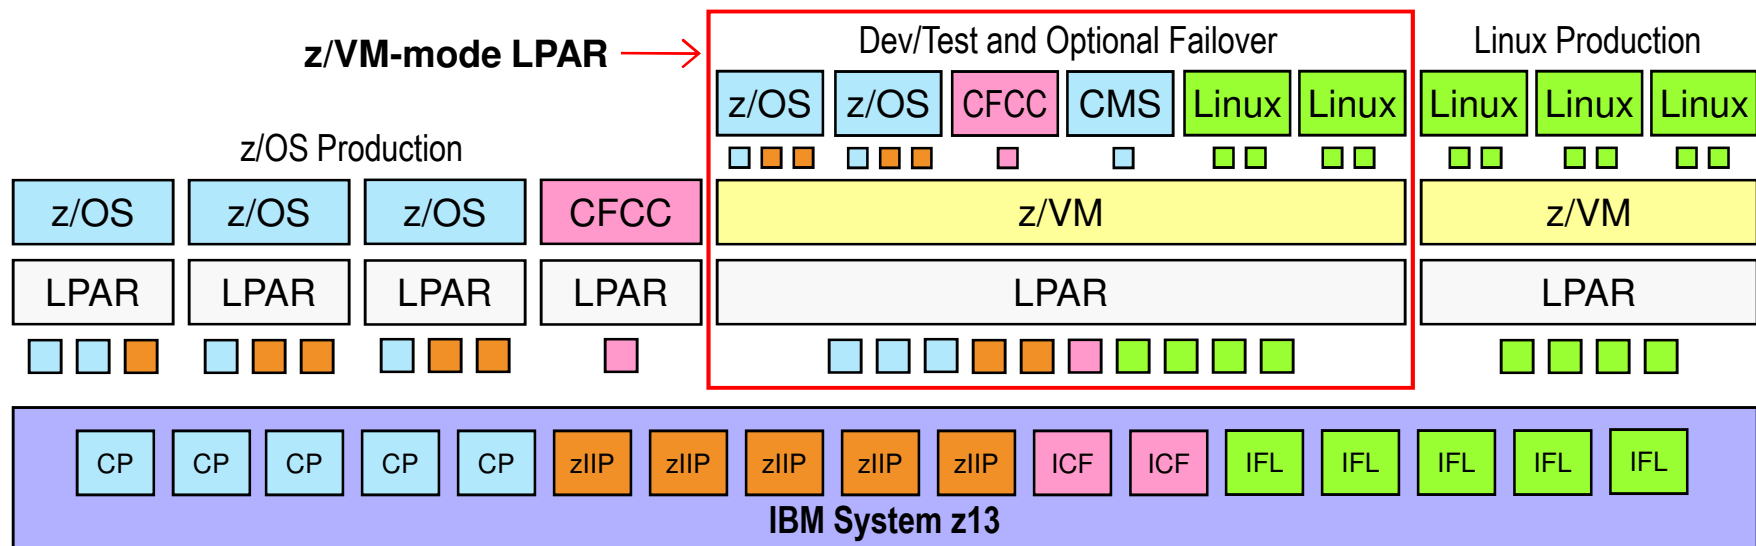 z/VM-mode LPAR
Dev/Test and Optional Failover
Linux Production
z/OS z/OS CFCC CMS Linux Linux Linux Linux Linux
z/OS Production
z/OS z/OS z/OS CFCC z/VM z/VM
LPAR LPAR LPAR LPAR LPAR LPAR
CP CP CP CP CP zIIP zIIP zIIP zIIP zIIP ICF ICF IFL IFL IFL IFL IFL
IBM System z13